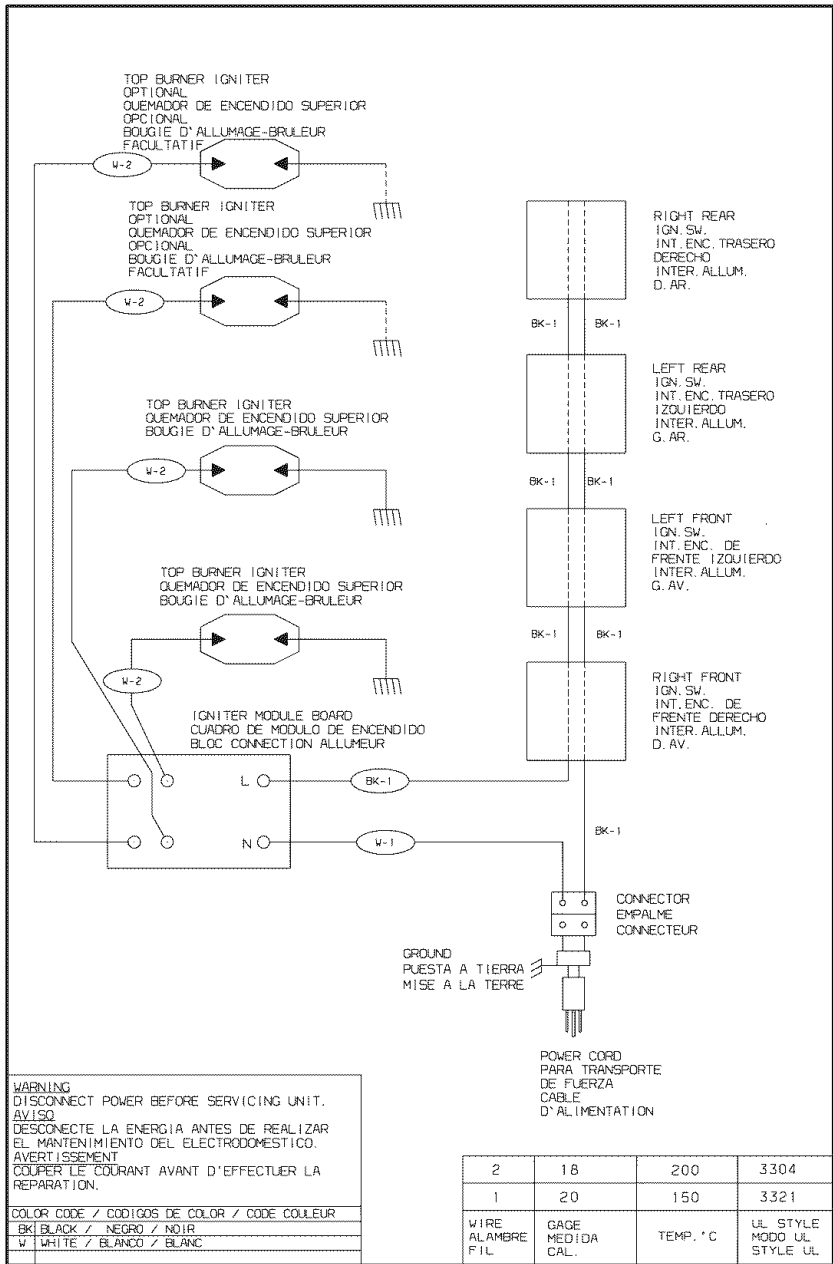 TOP BURNER IGNITER
OPTIONAL
QUEMADOR DE ENCENDIDO SUPERIOR
OPCIONAL
BOUGIE D'ALLUMAGE-BRULEUR
FACULTATIF
W-2
TOP BURNER IGNITER
OPTIONAL
QUEMADOR DE ENCENDIDO SUPERIOR
OPCIONAL
BOUGIE D'ALLUMAGE-BRULEUR
FACULTATIF
W-2
TOP BURNER IGNITER
QUEMADOR DE ENCENDIDO SUPERIOR
BOUGIE D'ALLUMAGE-BRULEUR
W-2
TOP BURNER IGNITER
QUEMADOR DE ENCENDIDO SUPERIOR
BOUGIE D'ALLUMAGE-BRULEUR
W-2
IGNITER MODULE BOARD
CUADRO DE MODULO DE ENCENDIDO
BLOC CONNECTION ALLUMEUR
L
BK-1
N
W-1
RIGHT REAR
IGN. SW.
INT. ENC. TRASERO
DERECHO
INTER. ALLUM.
D. AR.
BK-1 BK-1
LEFT REAR
IGN. SW.
INT. ENC. TRASERO
IZQUIERDO
INTER. ALLUM.
G. AR.
BK-1 BK-1
LEFT FRONT
IGN. SW.
INT. ENC. DE
FRENTE IZQUIERDO
INTER. ALLUM.
G. AV.
BK-1 BK-1
RIGHT FRONT
IGN. SW.
INT. ENC. DE
FRENTE DERECHO
INTER. ALLUM.
D. AV.
BK-1
CONNECTOR
EMPALME
CONNECTEUR
GROUND
PUESTA A TIERRA
MISE A LA TERRE
POWER CORD
PARA TRANSPORTE
DE FUERZA
CABLE
D'ALIMENTATION
WARNING
DISCONNECT POWER BEFORE SERVICING UNIT.
AVISO
DESCONECTE LA ENERGIA ANTES DE REALIZAR
EL MANTENIMIENTO DEL ELECTRODOMESTICO.
AVERTISSEMENT
COUPER LE COURANT AVANT D'EFFECTUER LA
REPARATION.
COLOR CODE / CODIGOS DE COLOR / CODE COULEUR
BK BLACK / NEGRO / NOIR
W WHITE / BLANCO / BLANC
2 18 200 3304
1 20 150 3321
WIRE GAGE TEMP. °C UL STYLE
ALAMBRE MEDIDA MODO UL
FIL CAL. STYLE UL